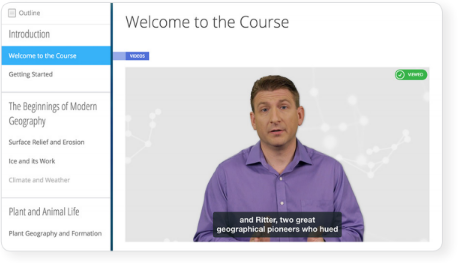 Outline
Introduction
Welcome to the Course
Getting Started
The Beginnings of Modern
Geography
Surface Relief and Erosion
Ice and its Work
Climate and Weather
Plant and Animal Life
Plant Geography and Formation
Welcome to the Course
VIDEOS
VIEWED
and Ritter, two great
geographical pioneers who hued